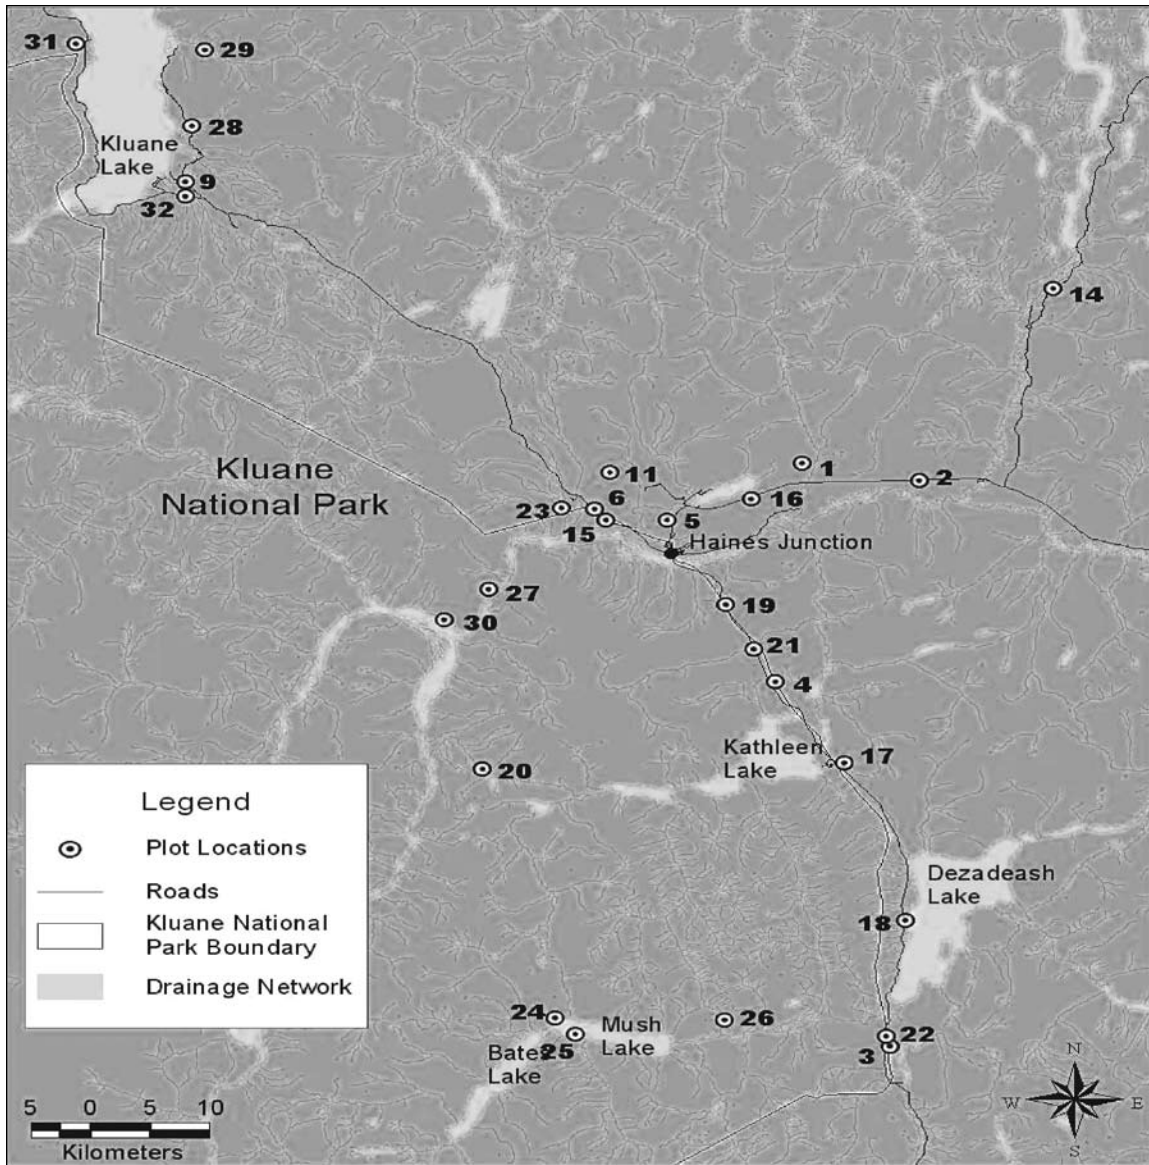 31
29
28
Kluane
Lake
9
32
14
Kluane
National Park
11
1
2
23
6
16
15
5
Haines Junction
27
19
30
21
4
Kathleen
Lake
17
20
Legend
Plot Locations
Roads
Kluane National
Park Boundary
Drainage Network
Dezadeash
Lake
18
24
Mush
Lake
26
25
Bates
Lake
22
3
N
W
E
S
5 0 5 10
Kilometers